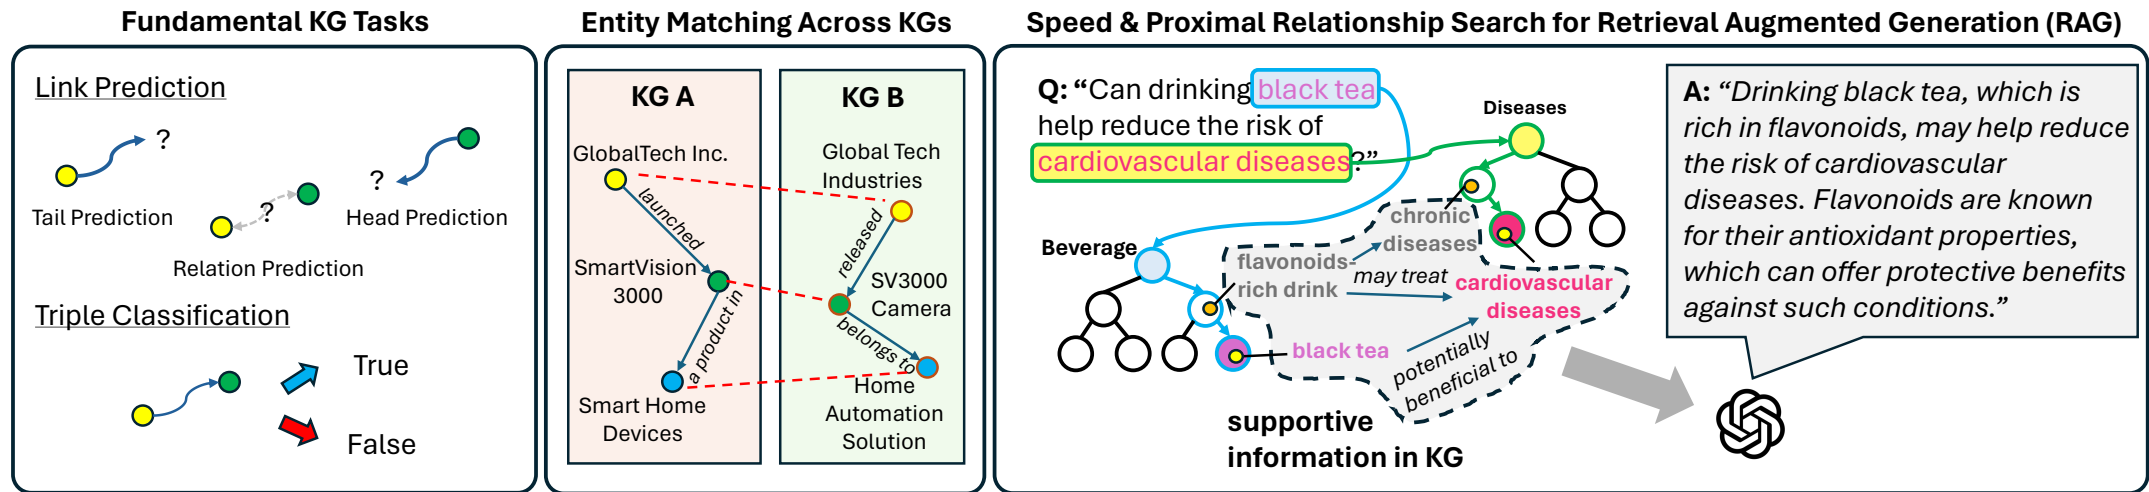 Fundamental KG Tasks
Link Prediction
?
Tail Prediction
?
Relation Prediction
?
Head Prediction
Triple Classification
True
False
Entity Matching Across KGs
KG A
GlobalTech Inc.
launched
SmartVision
3000
a product in
Smart Home
Devices
KG B
Global Tech
Industries
released
SV3000
Camera
belongs to
Home
Automation
Solution
Speed & Proximal Relationship Search for Retrieval Augmented Generation (RAG)
Q: “Can drinking black tea
help reduce the risk of
cardiovascular diseases?”
Diseases
Beverage
chronic
diseases
flavonoids-
rich drink
may treat
cardiovascular
diseases
black tea
potentially
beneficial to
supportive
information in KG
A: “Drinking black tea, which is
rich in flavonoids, may help reduce
the risk of cardiovascular
diseases. Flavonoids are known
for their antioxidant properties,
which can offer protective benefits
against such conditions.”